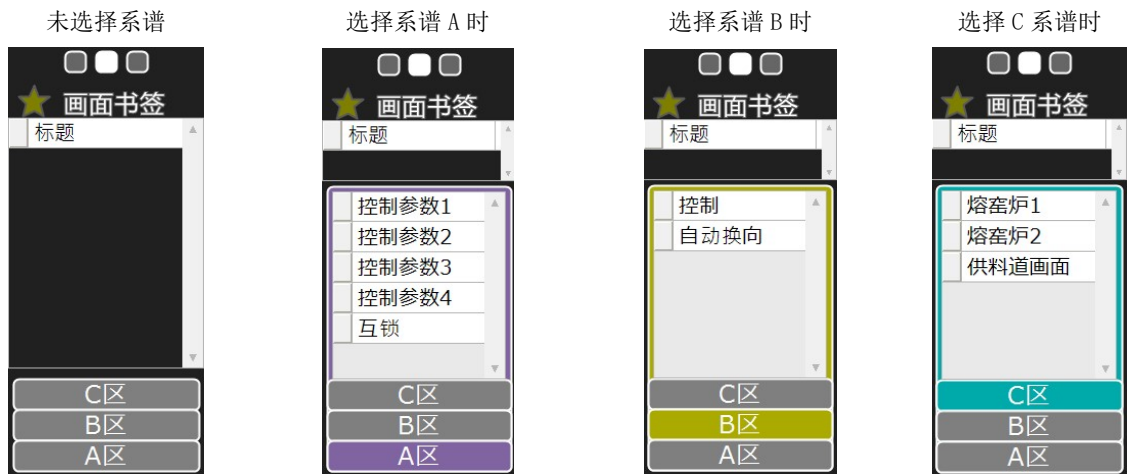 未选择系谱
画面书签
标题
C区
B区
A区
选择系谱 A 时
画面书签
标题
控制参数1
控制参数2
控制参数3
控制参数4
互锁
C区
B区
A区
选择系谱 B 时
画面书签
标题
控制
自动换向
C区
B区
A区
选择 C 系谱时
画面书签
标题
熔窑炉1
熔窑炉2
供料道画面
C区
B区
A区